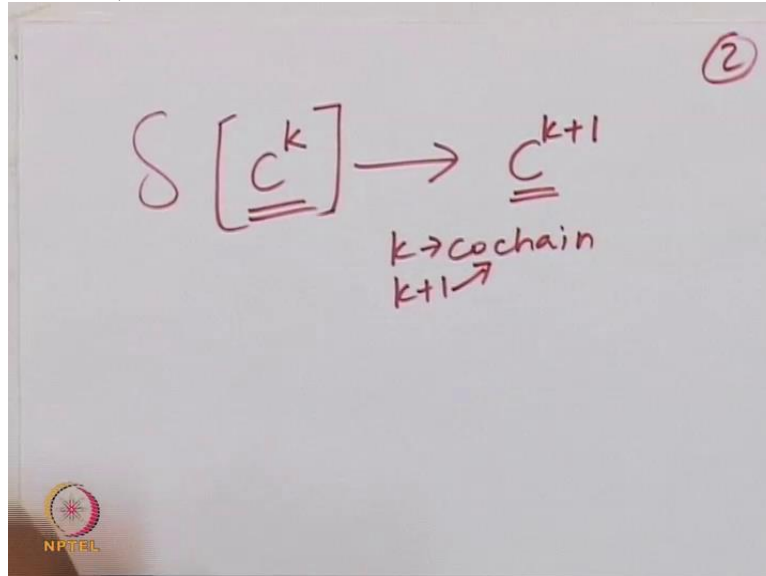 ②
δ [C^k] → C^{k+1}
k → cochain
k+1 ↗
NPTEL